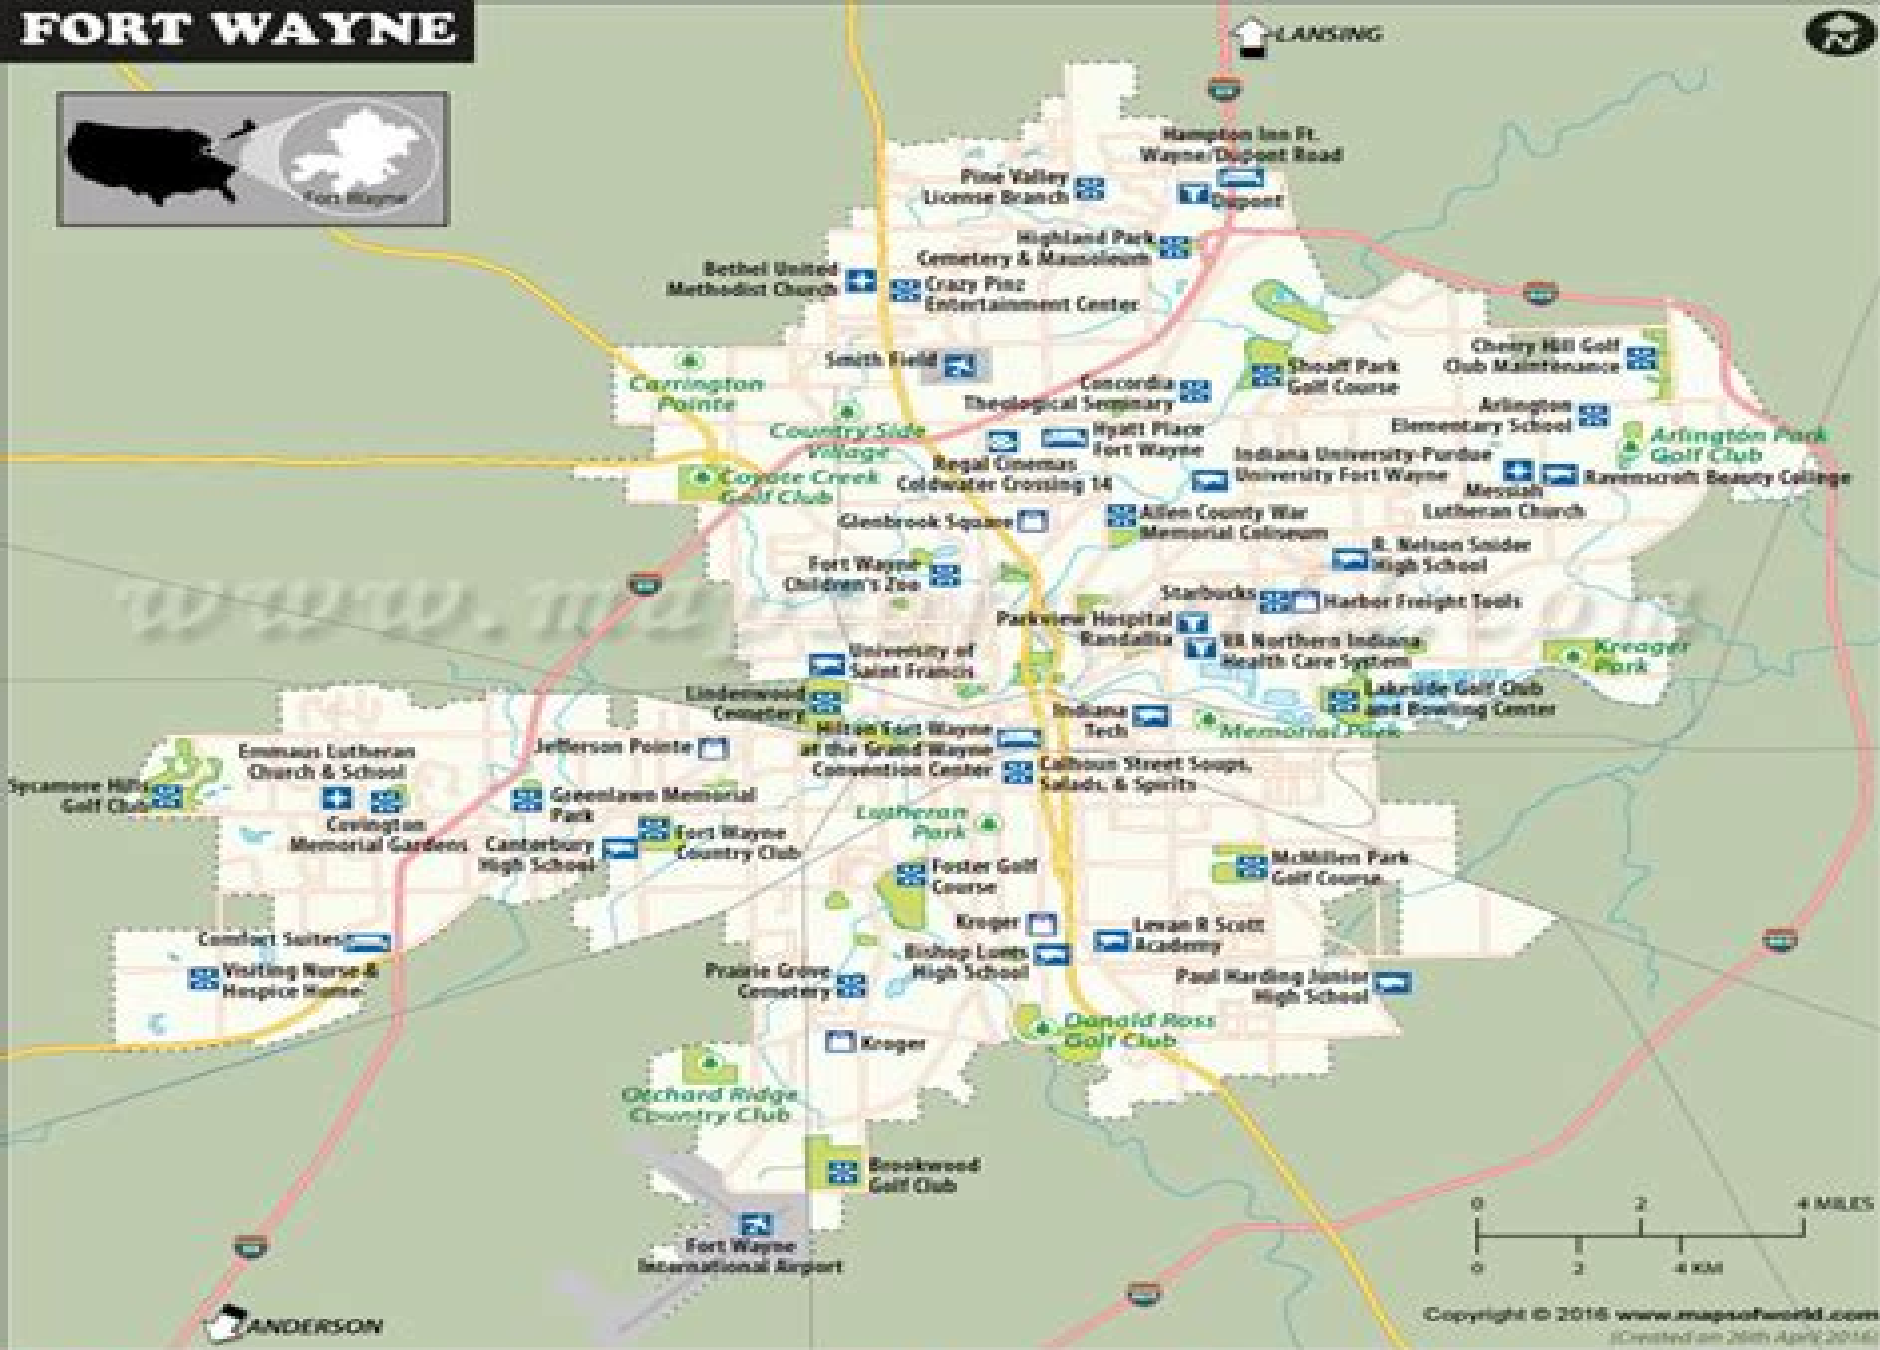 FORT WAYNE
LANSING
Fort Wayne
Hampton Inn Ft.
Wayne/Dupont Road
Pine Valley
License Branch
Dupont
Highland Park
Cemetery & Mausoleum
Bethel United
Methodist Church
Crazy Pinz
Entertainment Center
Smith Field
Carrington
Pointe
Concordia
Theological Seminary
Shoaff Park
Golf Course
Cherry Hill Golf
Club Maintenance
Arlington
Elementary School
Country Side
Village
Hyatt Place
Fort Wayne
Arlington Park
Golf Club
Regal Cinemas
Coldwater Crossing 14
Indiana University-Purdue
University Fort Wayne
Coyote Creek
Golf Club
Messiah
Lutheran Church
Ravenscroft Beauty College
Glenbrook Square
Allen County War
Memorial Coliseum
R. Nelson Snider
High School
Fort Wayne
Children's Zoo
www.ma
Starbucks
Harbor Freight Tools
Parkview Hospital
Randallia
VA Northern Indiana
Health Care System
Kreager
Park
University of
Saint Francis
Lindenwood
Cemetery
Lakeside Golf Club
and Bowling Center
Indiana
Tech
Memorial Park
Hilton Fort Wayne
at the Grand Wayne
Convention Center
Jefferson Pointe
Emmaus Lutheran
Church & School
Calhoun Street Soups,
Salads, & Spirits
Sycamore Hills
Golf Club
Greenlawn Memorial
Park
Covington
Memorial Gardens
Lutheran
Park
Canterbury
High School
Fort Wayne
Country Club
Foster Golf
Course
McMillen Park
Golf Course
Kroger
Levan R Scott
Academy
Comfort Suites
Bishop Luers
High School
Visiting Nurse &
Hospice Home
Prairie Grove
Cemetery
Paul Harding Junior
High School
Donald Ross
Golf Club
Kroger
Orchard Ridge
Country Club
Brookwood
Golf Club
Fort Wayne
International Airport
0 2 4 MILES
0 2 4 KM
ANDERSON
Copyright © 2016 www.mapsofworld.com
(Created on 26th April, 2016)